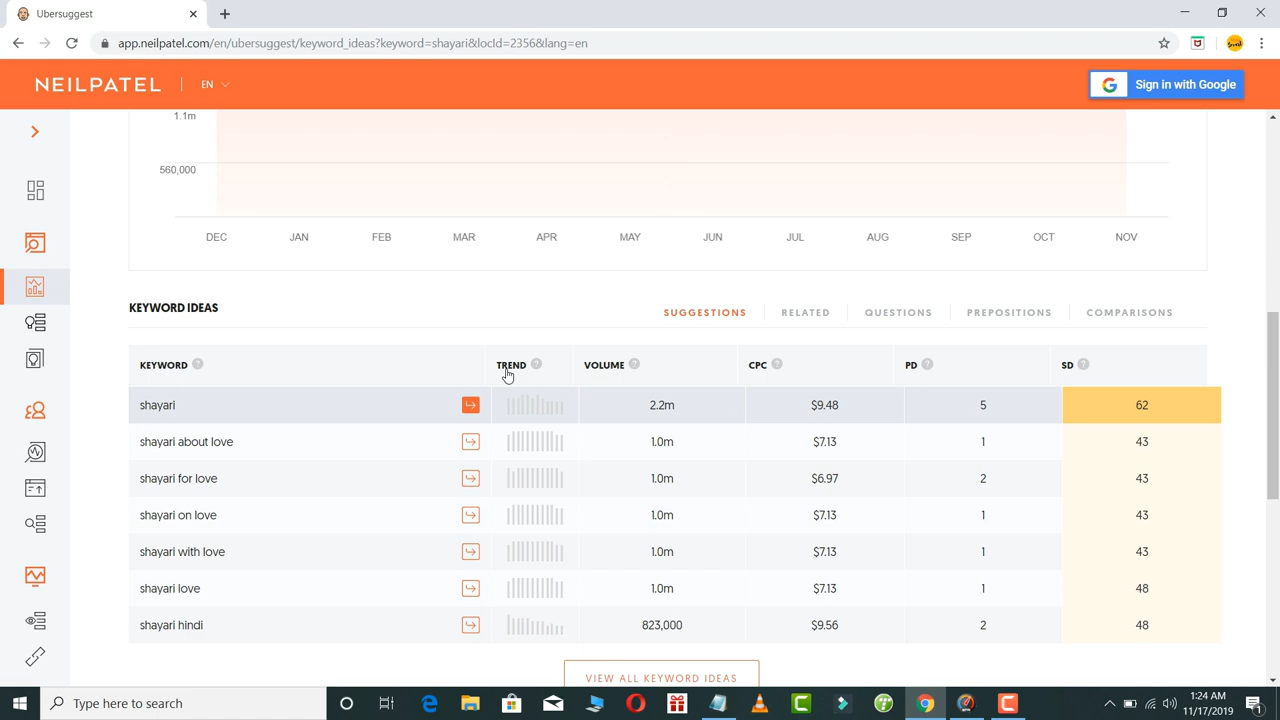 Ubersuggest
app.neilpatel.com/en/ubersuggest/keyword_ideas?keyword=shayari&locId=2356&lang=en
NEILPATEL EN Sign in with Google
1.1m
560,000
DEC JAN FEB MAR APR MAY JUN JUL AUG SEP OCT NOV
KEYWORD IDEAS SUGGESTIONS RELATED QUESTIONS PREPOSITIONS COMPARISONS
KEYWORD ? TREND ? VOLUME ? CPC ? PD ? SD ?
shayari 2.2m $9.48 5 62
shayari about love 1.0m $7.13 1 43
shayari for love 1.0m $6.97 2 43
shayari on love 1.0m $7.13 1 43
shayari with love 1.0m $7.13 1 43
shayari love 1.0m $7.13 1 48
shayari hindi 823,000 $9.56 2 48
VIEW ALL KEYWORD IDEAS
Type here to search
1:24 AM
11/17/2019
1